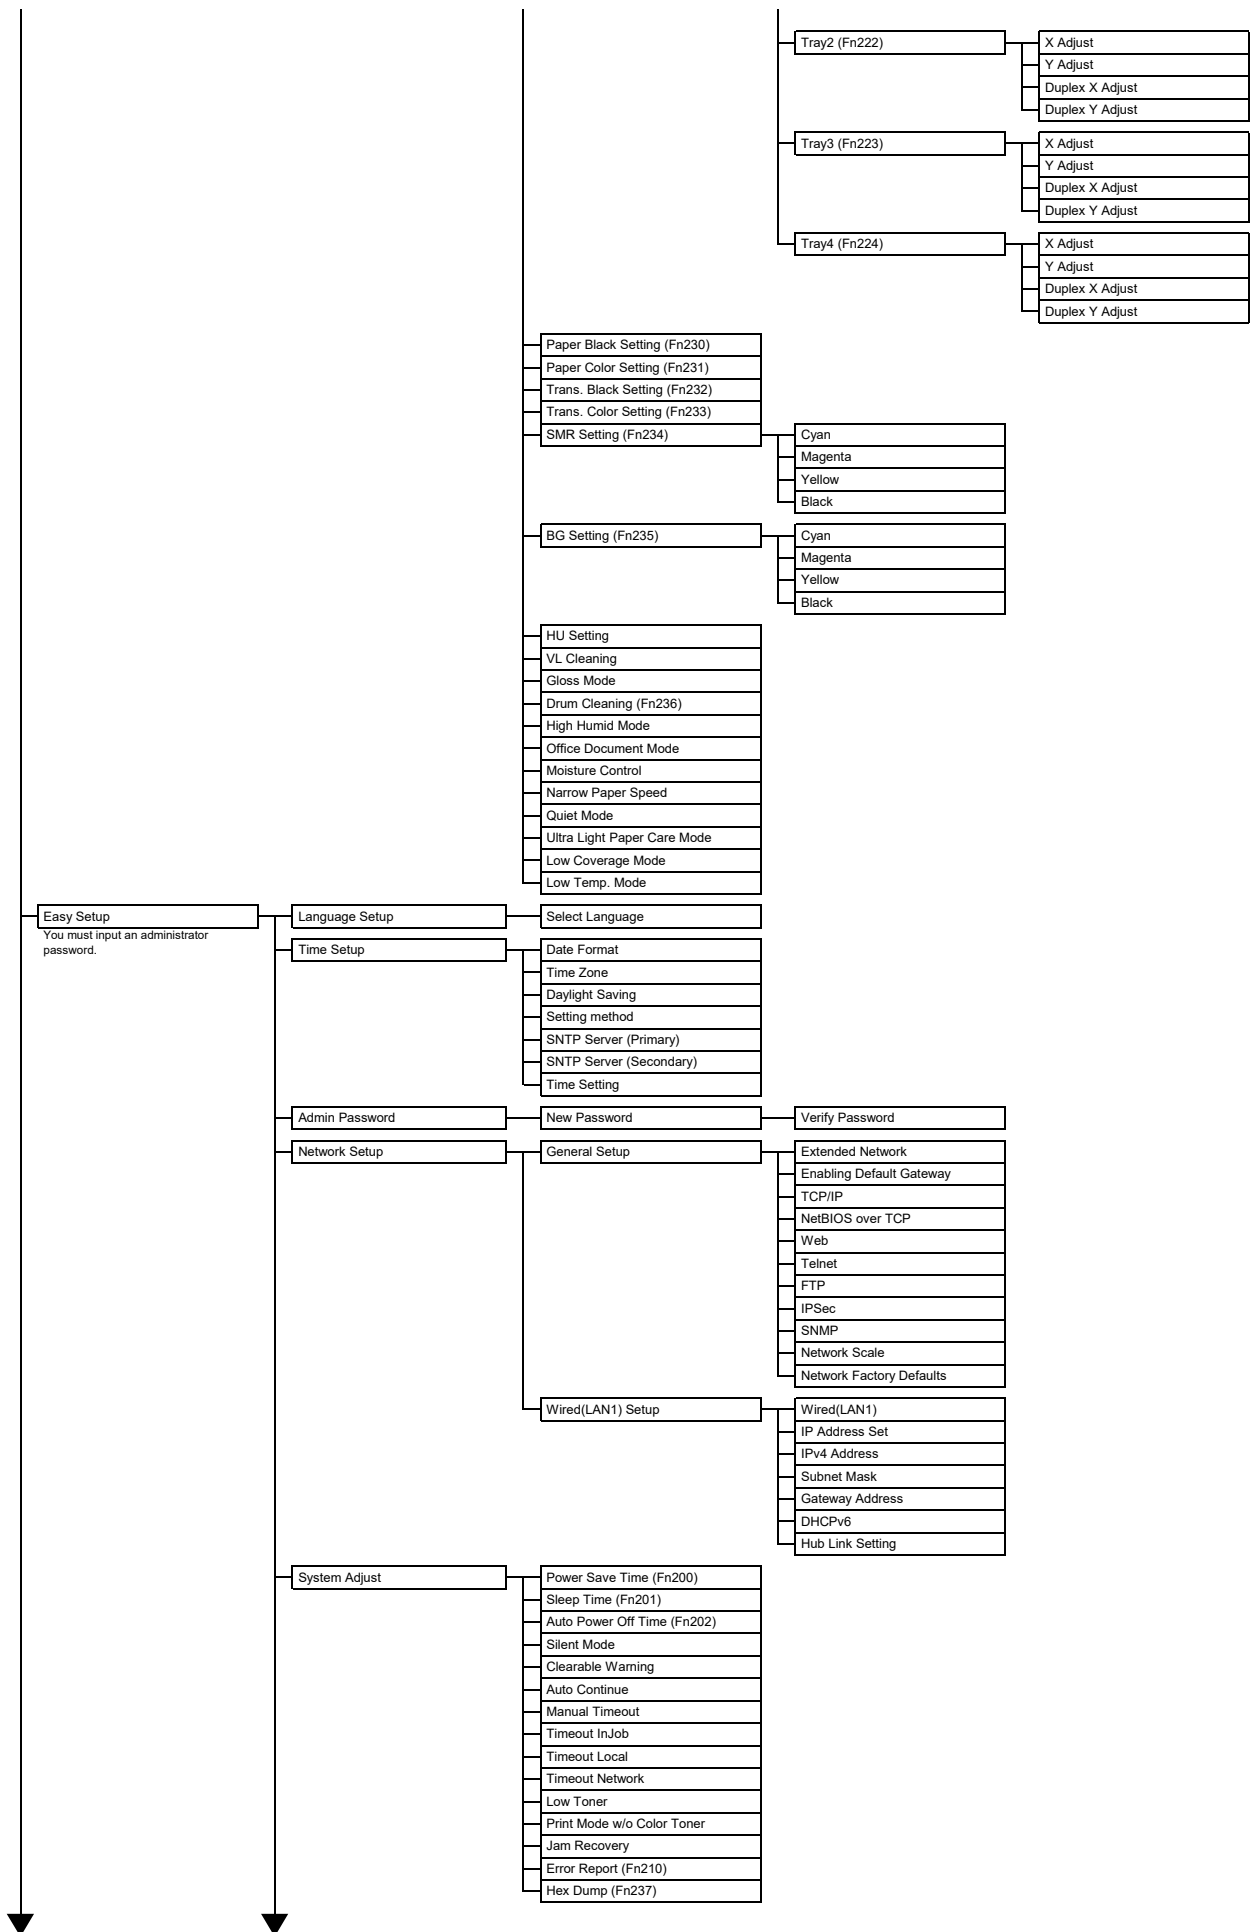 Tray2 (Fn222)
X Adjust
Y Adjust
Duplex X Adjust
Duplex Y Adjust
Tray3 (Fn223)
X Adjust
Y Adjust
Duplex X Adjust
Duplex Y Adjust
Tray4 (Fn224)
X Adjust
Y Adjust
Duplex X Adjust
Duplex Y Adjust
Paper Black Setting (Fn230)
Paper Color Setting (Fn231)
Trans. Black Setting (Fn232)
Trans. Color Setting (Fn233)
SMR Setting (Fn234)
Cyan
Magenta
Yellow
Black
BG Setting (Fn235)
Cyan
Magenta
Yellow
Black
HU Setting
VL Cleaning
Gloss Mode
Drum Cleaning (Fn236)
High Humid Mode
Office Document Mode
Moisture Control
Narrow Paper Speed
Quiet Mode
Ultra Light Paper Care Mode
Low Coverage Mode
Low Temp. Mode
Easy Setup
You must input an administrator
password.
Language Setup
Select Language
Time Setup
Date Format
Time Zone
Daylight Saving
Setting method
SNTP Server (Primary)
SNTP Server (Secondary)
Time Setting
Admin Password
New Password
Verify Password
Network Setup
General Setup
Extended Network
Enabling Default Gateway
TCP/IP
NetBIOS over TCP
Web
Telnet
FTP
IPSec
SNMP
Network Scale
Network Factory Defaults
Wired(LAN1) Setup
Wired(LAN1)
IP Address Set
IPv4 Address
Subnet Mask
Gateway Address
DHCPv6
Hub Link Setting
System Adjust
Power Save Time (Fn200)
Sleep Time (Fn201)
Auto Power Off Time (Fn202)
Silent Mode
Clearable Warning
Auto Continue
Manual Timeout
Timeout InJob
Timeout Local
Timeout Network
Low Toner
Print Mode w/o Color Toner
Jam Recovery
Error Report (Fn210)
Hex Dump (Fn237)